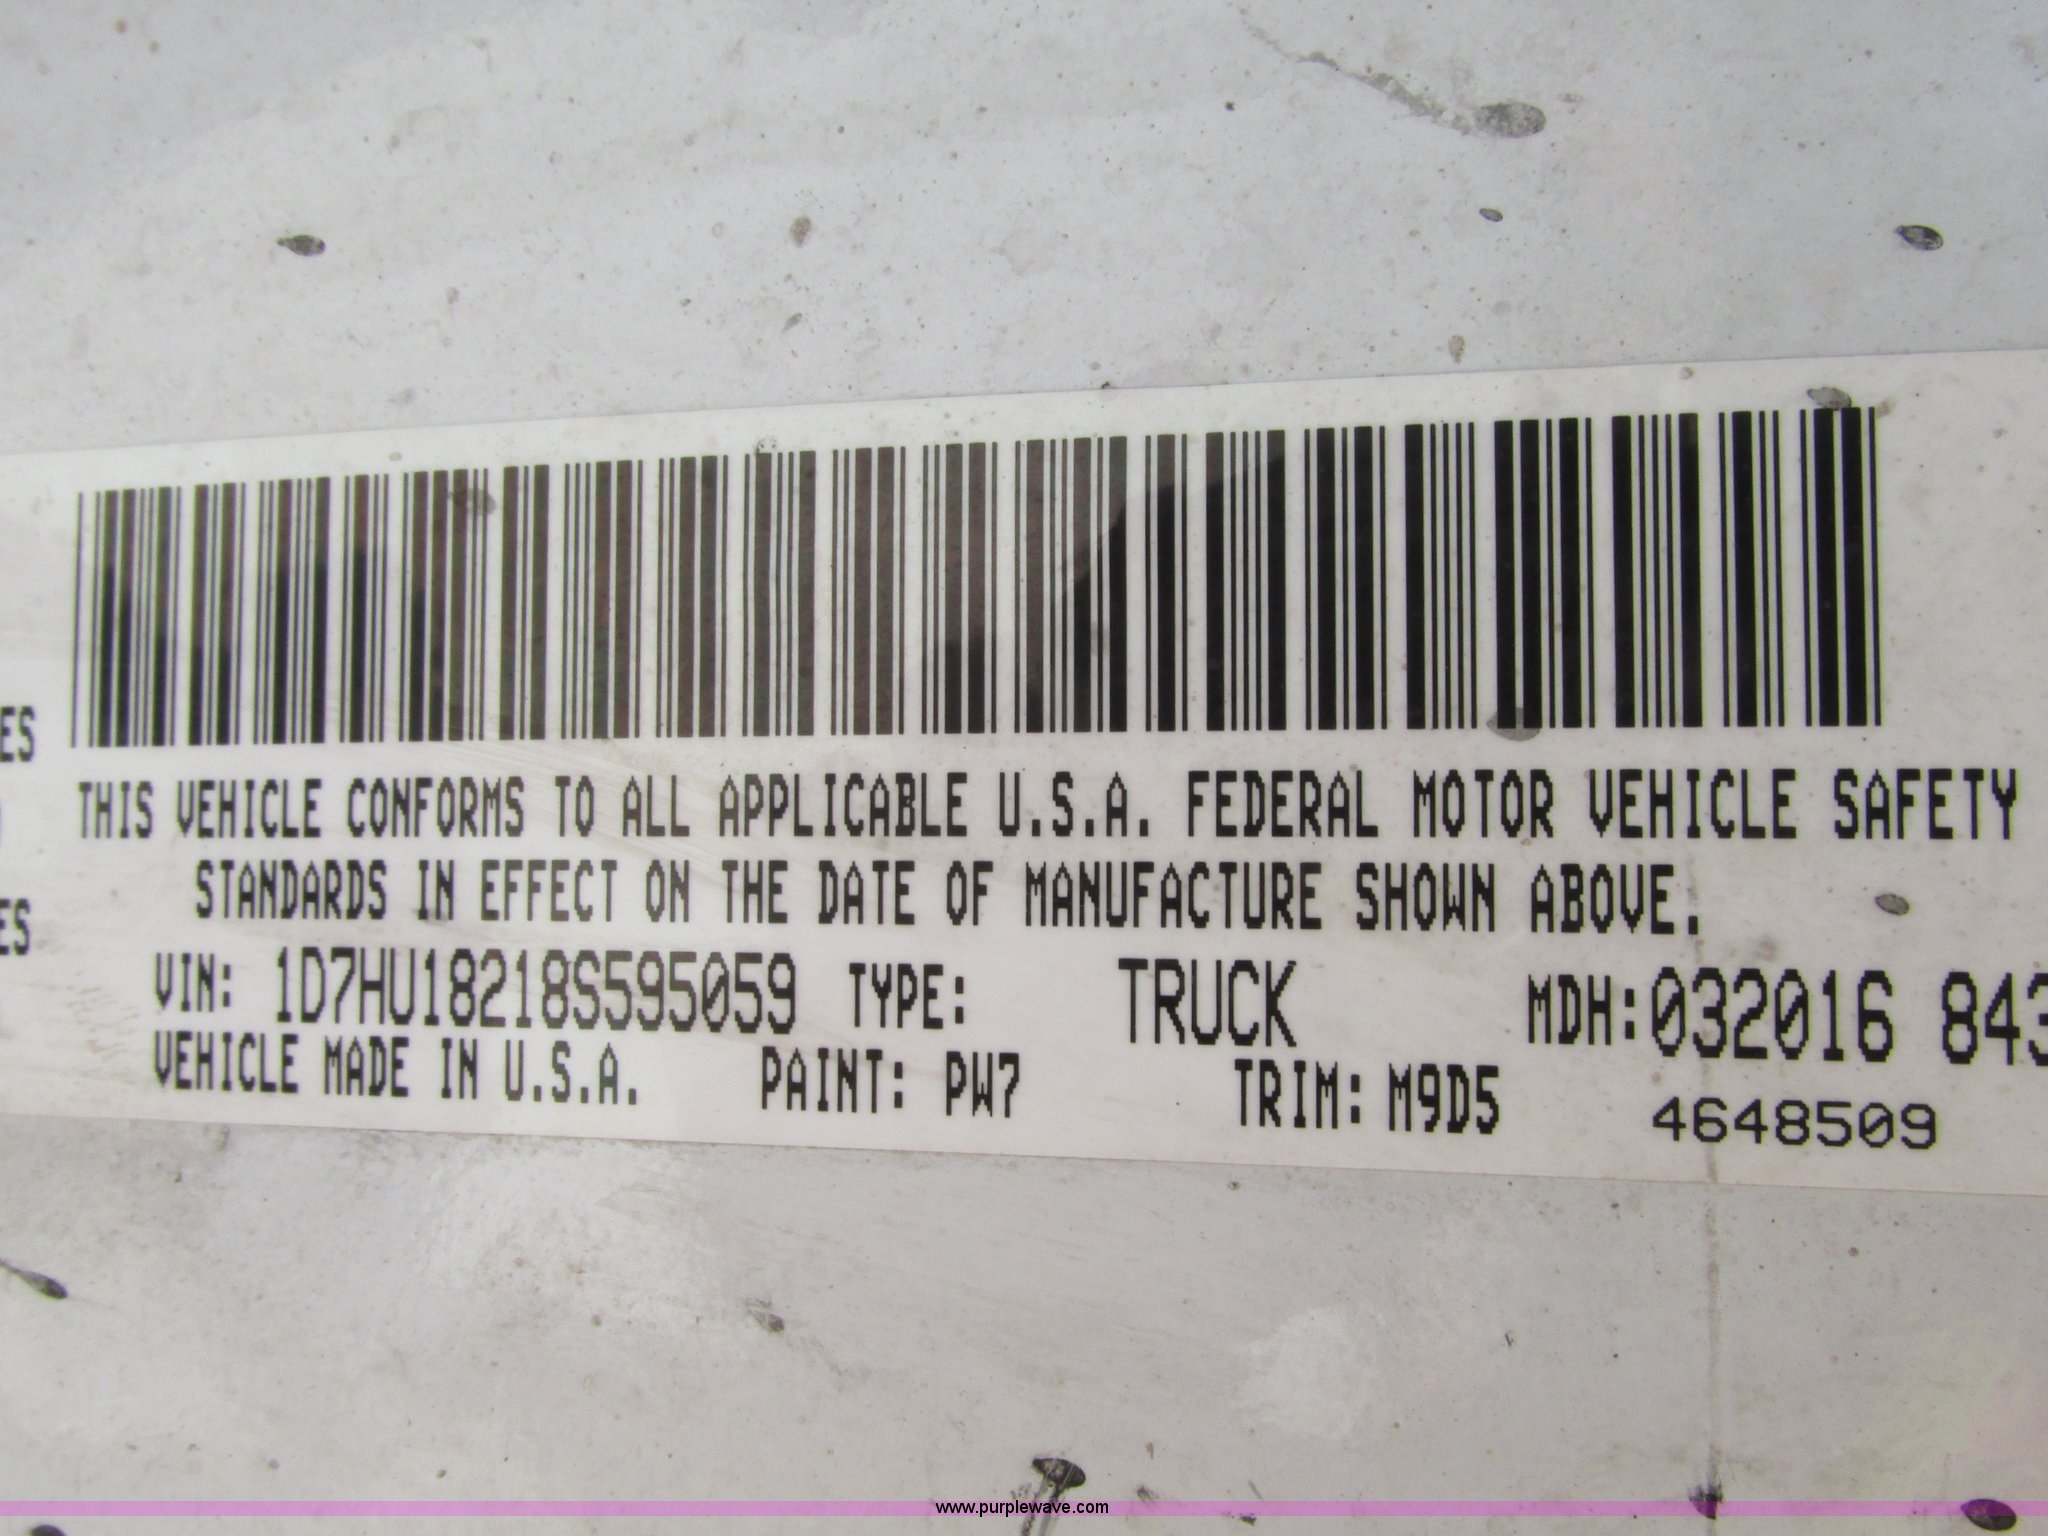 ES
THIS VEHICLE CONFORMS TO ALL APPLICABLE U.S.A. FEDERAL MOTOR VEHICLE SAFETY
STANDARDS IN EFFECT ON THE DATE OF MANUFACTURE SHOWN ABOVE.
ES
VIN: 1D7HU18218S595059 TYPE: TRUCK MDH:032016 843
VEHICLE MADE IN U.S.A. PAINT: PW7 TRIM: M9D5
4648509
www.purplewave.com